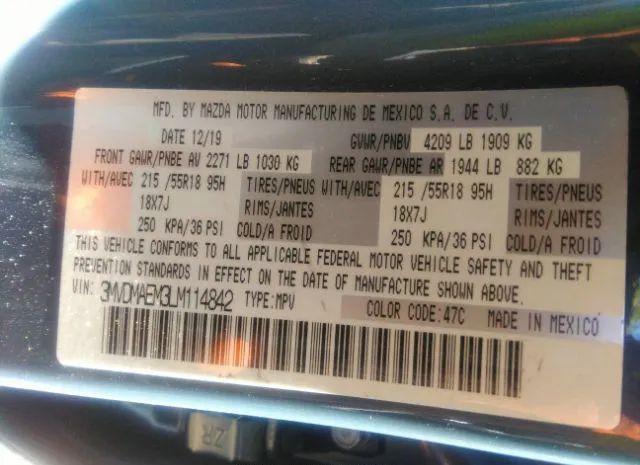 MFD. BY MAZDA MOTOR MANUFACTURING DE MEXICO S.A. DE C.V.
DATE 12/19 GVWR/PNBV 4209 LB 1909 KG
FRONT GAWR/PNBE AV 2271 LB 1030 KG REAR GAWR/PNBE AR 1944 LB 882 KG
WITH/AVEC 215 /55R18 95H TIRES/PNEUS WITH/AVEC 215 /55R18 95H TIRES/PNEUS
18X7J RIMS/JANTES 18X7J RIMS/JANTES
250 KPA/36 PSI COLD/A FROID 250 KPA/36 PSI COLD/A FROID
THIS VEHICLE CONFORMS TO ALL APPLICABLE FEDERAL MOTOR VEHICLE SAFETY AND THEFT
PREVENTION STANDARDS IN EFFECT ON THE DATE OF MANUFACTURE SHOWN ABOVE.
VIN: 3MVDMAEM3LM114842 TYPE:MPV COLOR CODE:47C MADE IN MEXICO
ZR